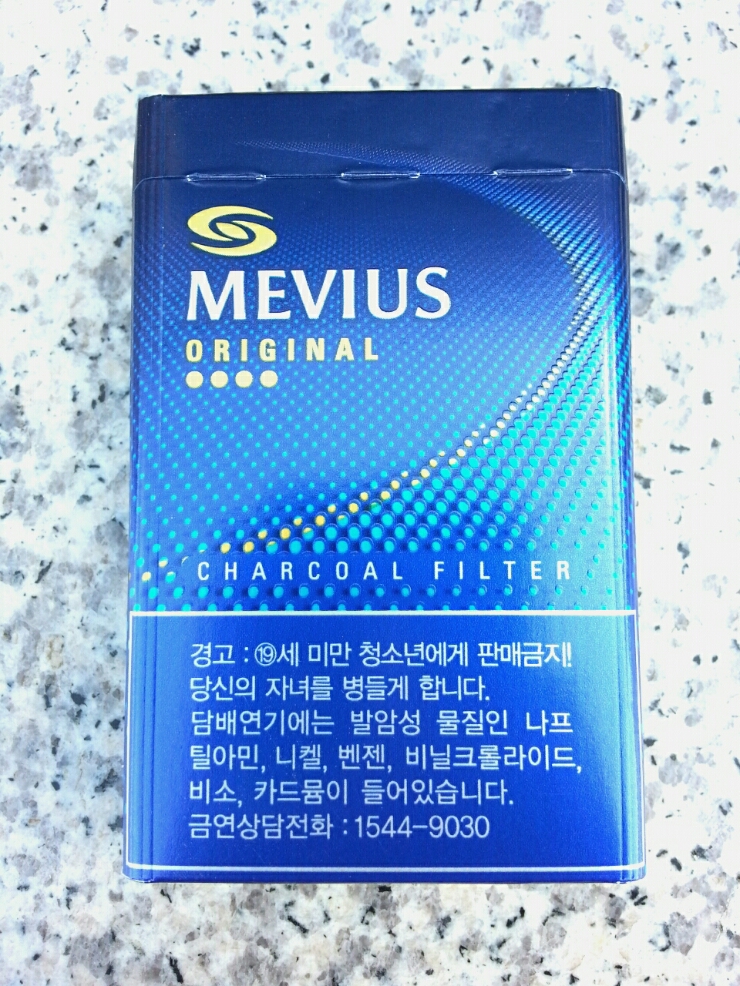 MEVIUS
ORIGINAL
CHARCOAL FILTER
경고 : ⑲세 미만 청소년에게 판매금지!
당신의 자녀를 병들게 합니다.
담배연기에는 발암성 물질인 나프
틸아민, 니켈, 벤젠, 비닐크롤라이드,
비소, 카드뮴이 들어있습니다.
금연상담전화 : 1544-9030